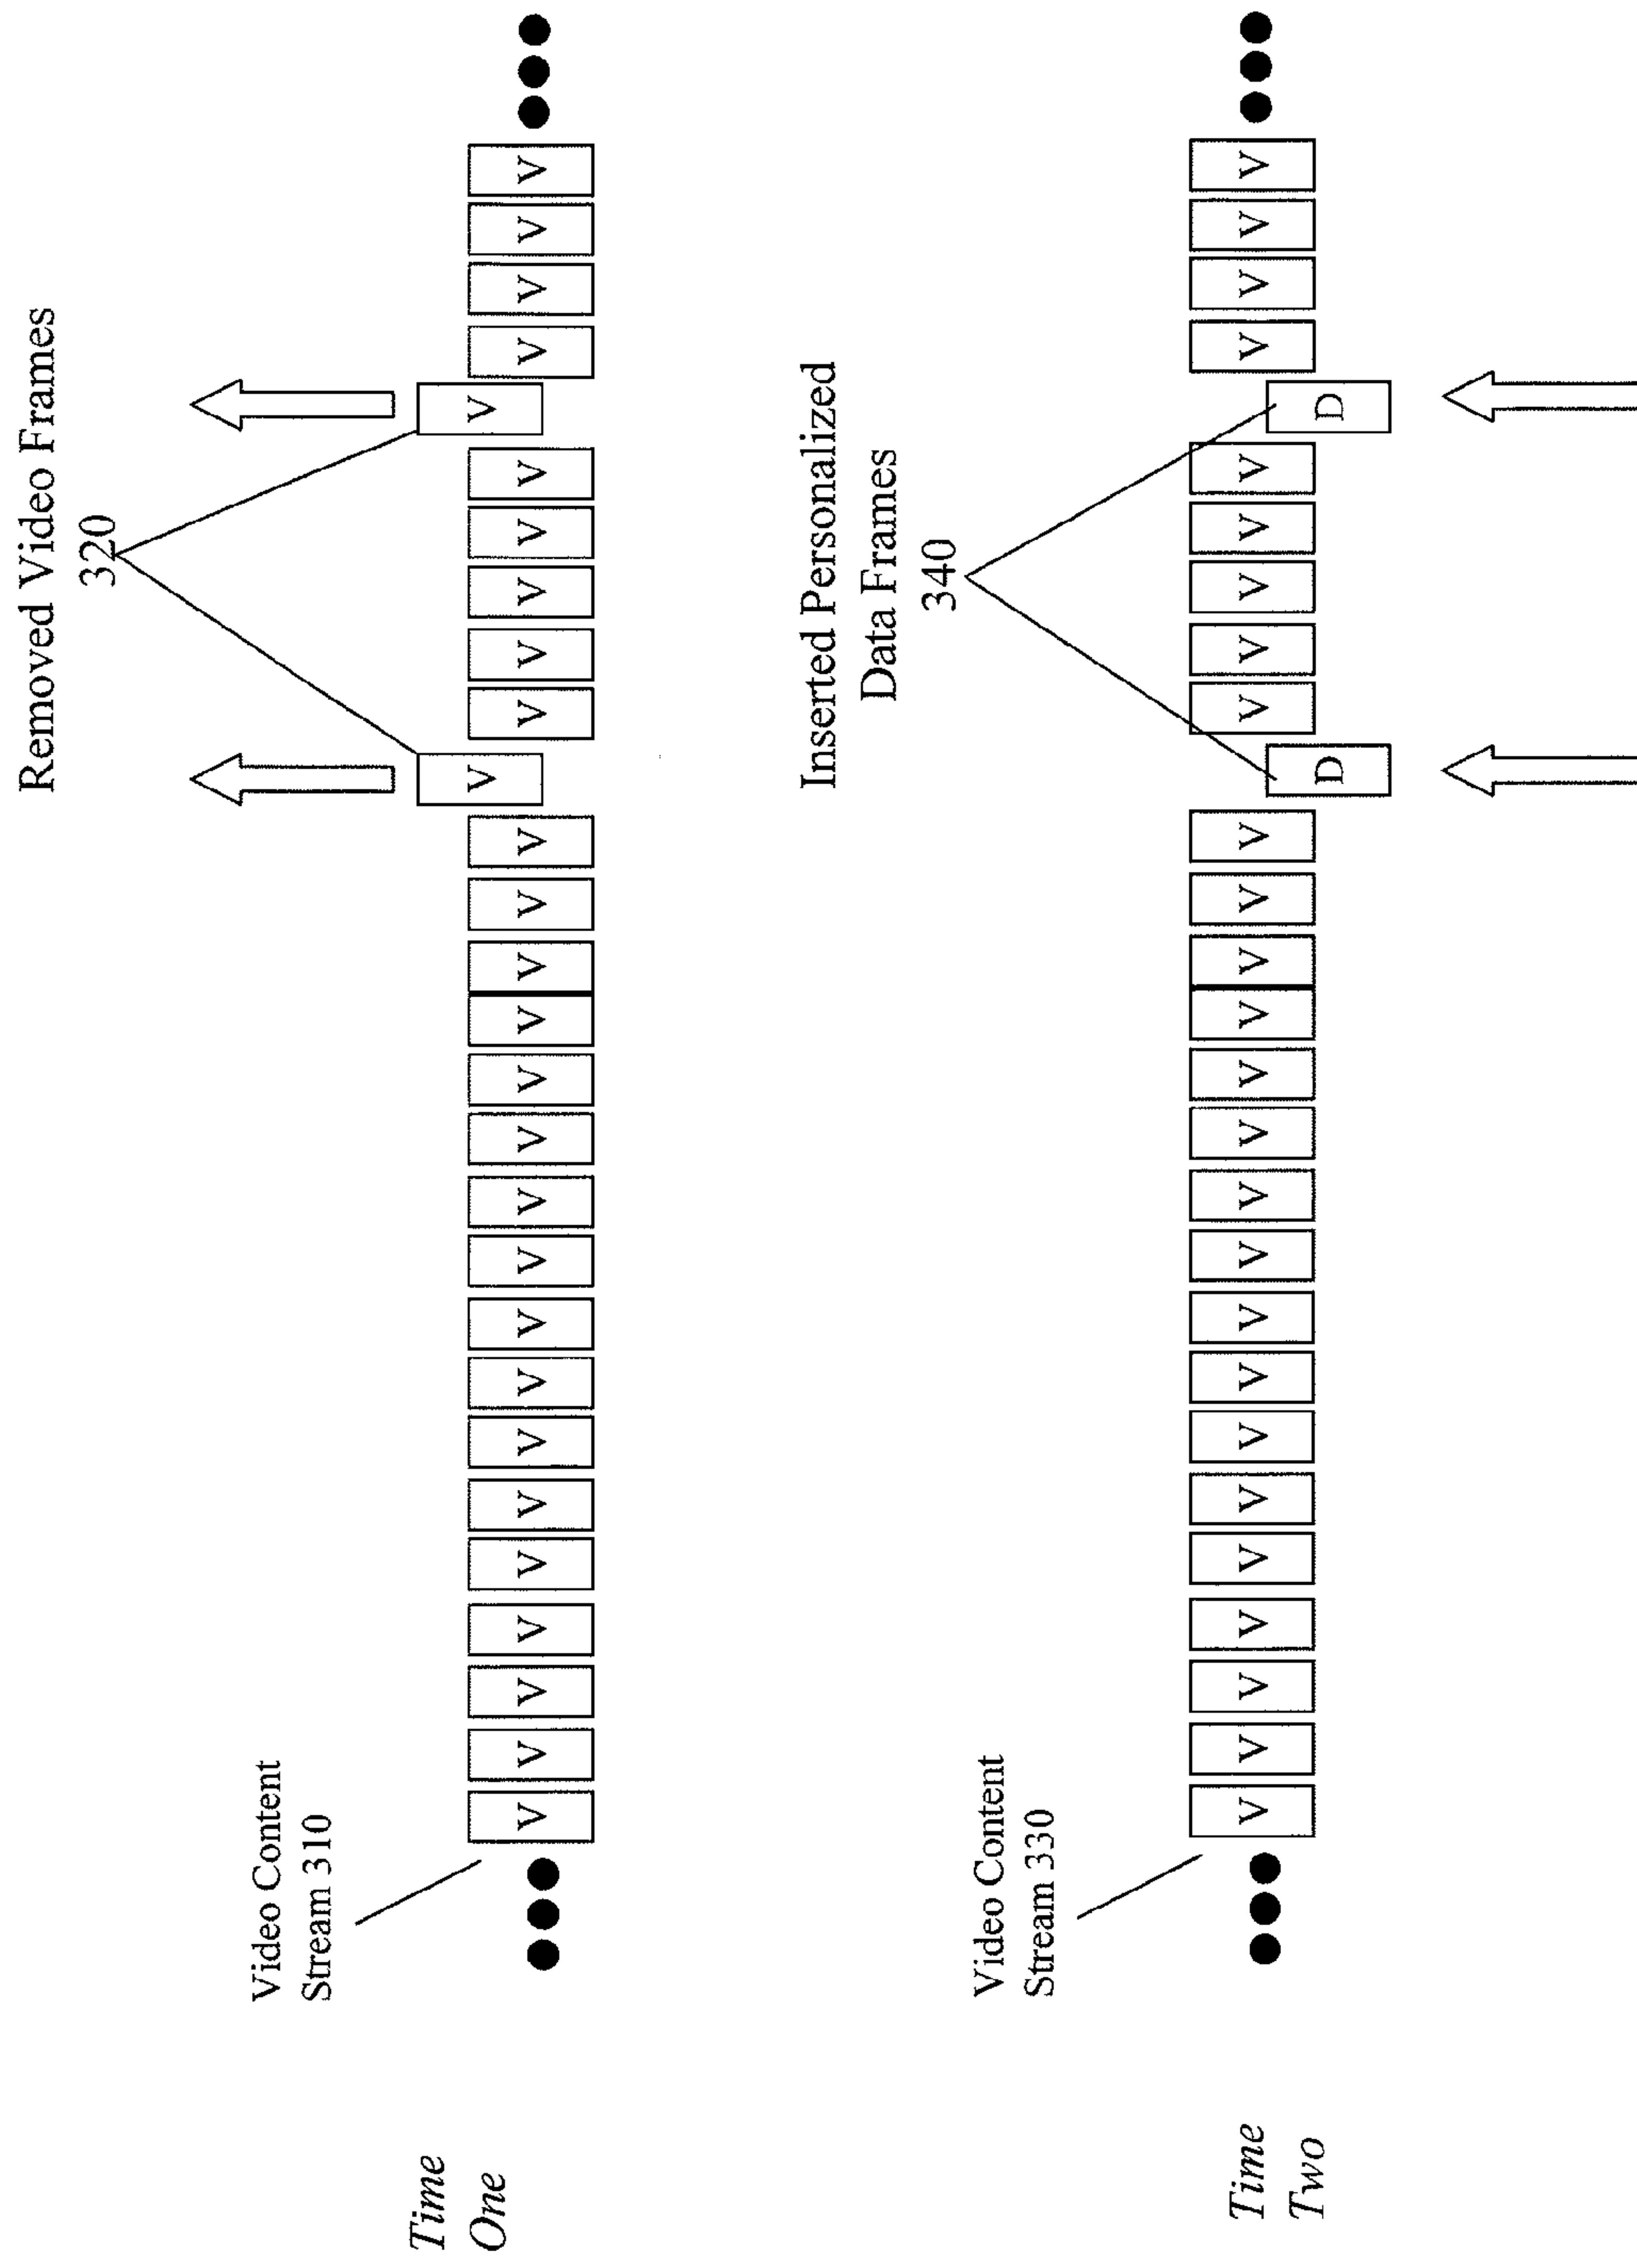 Removed Video Frames
320
Video Content
Stream 310
Time
One
V V V V V V V V V V V V V V V V V V V V V V V V V V V V
Inserted Personalized
Data Frames
340
Video Content
Stream 330
Time
Two
V V V V V V V V V V V V V V V V V D V V V V V D V V V V